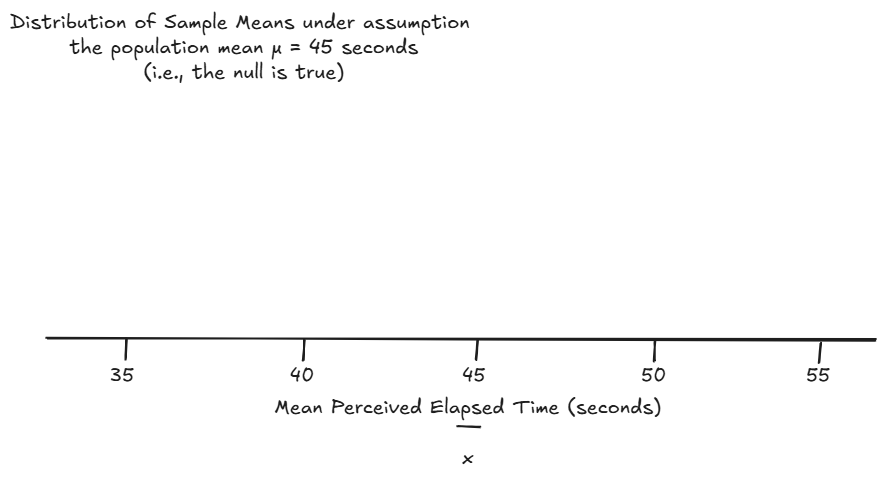 Distribution of Sample Means under assumption
the population mean μ = 45 seconds
(i.e., the null is true)
35 40 45 50 55
Mean Perceived Elapsed Time (seconds)
x̄